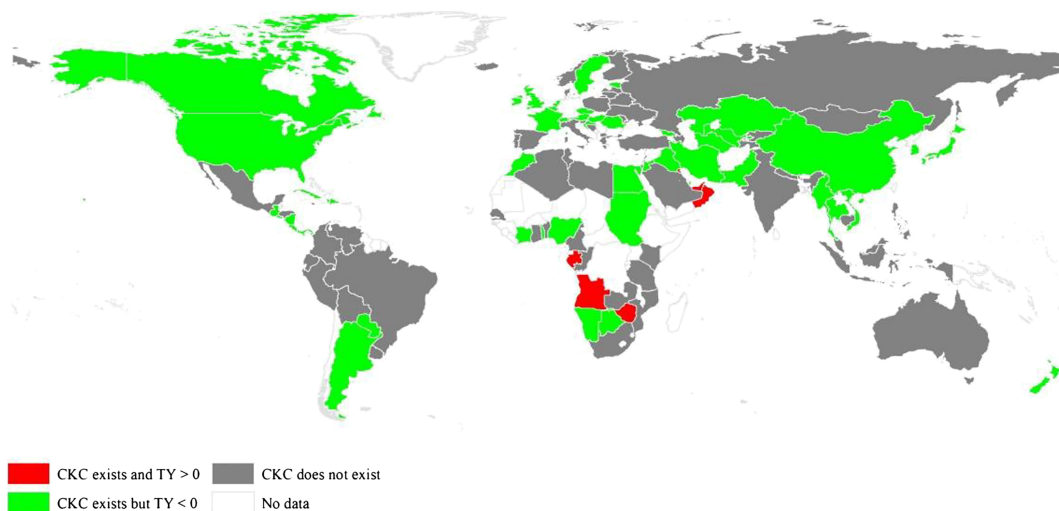 CKC exists and TY > 0
CKC does not exist
CKC exists but TY < 0
No data